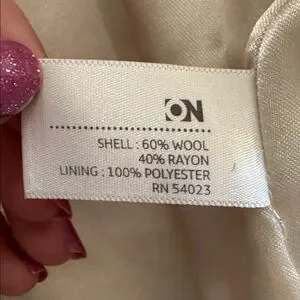 ON
SHELL : 60% WOOL
40% RAYON
LINING : 100% POLYESTER
RN 54023